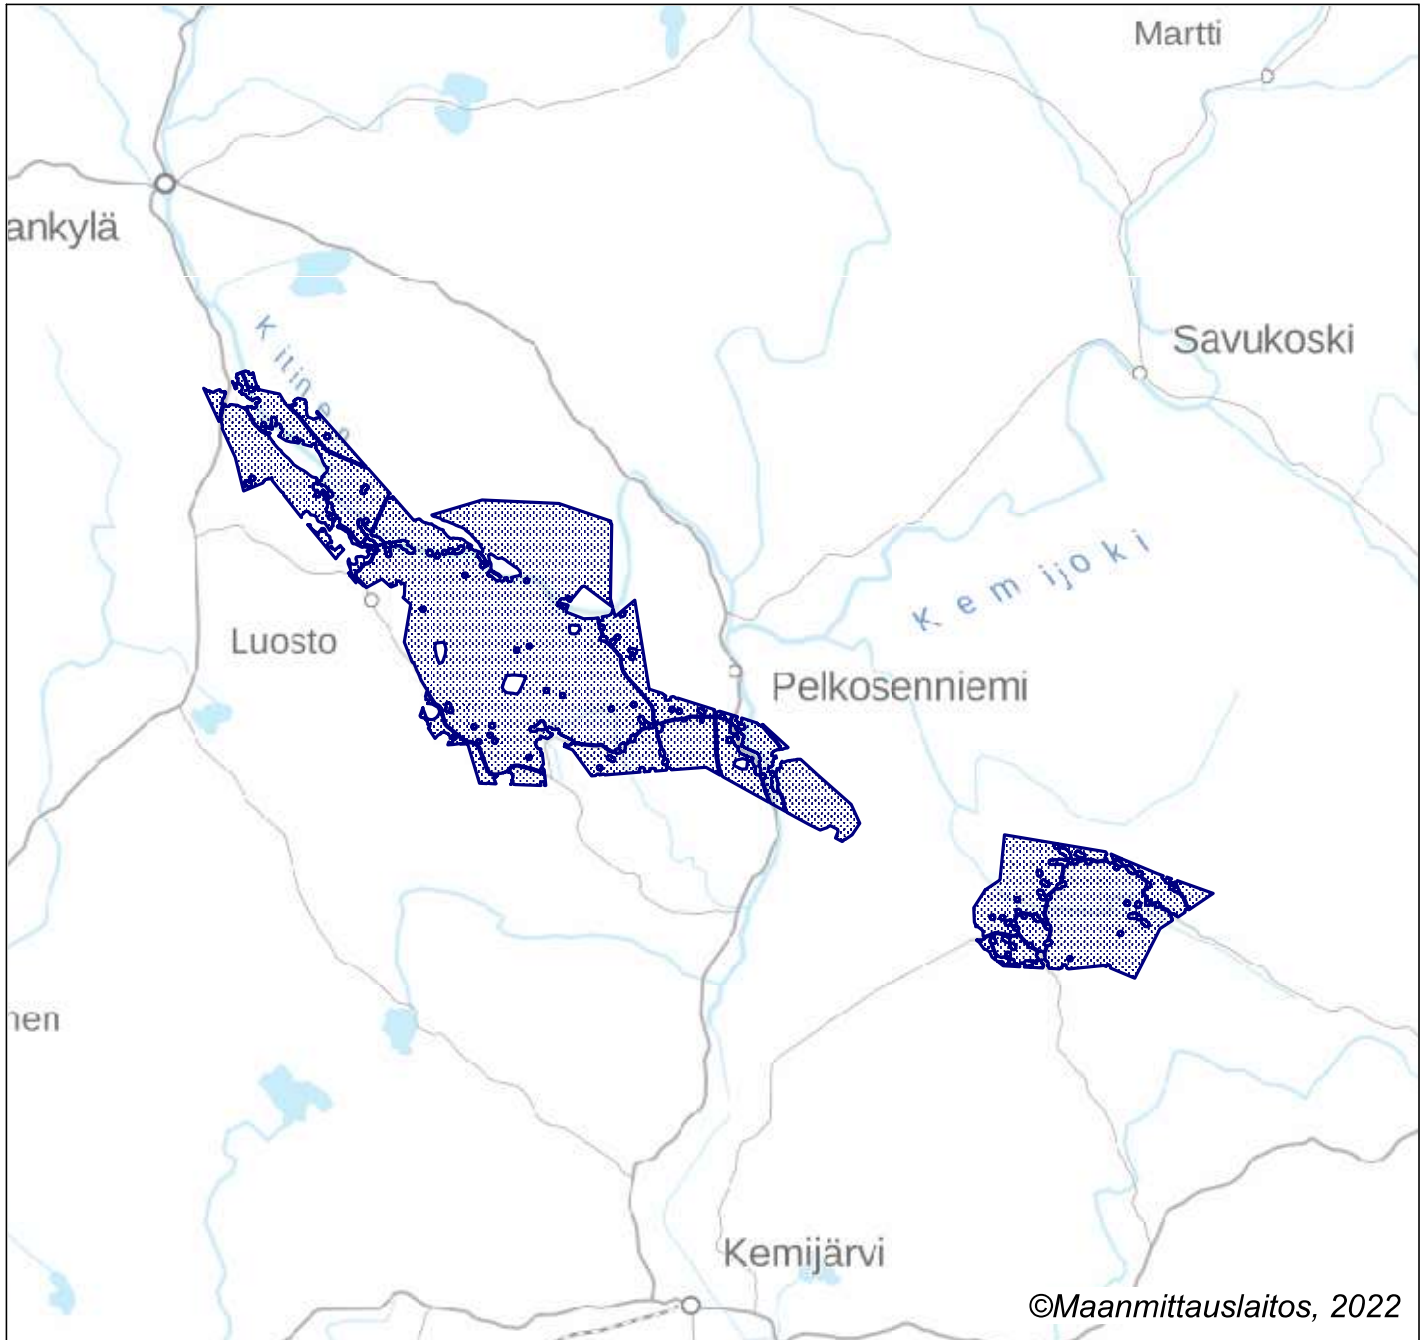 Martti
ankylä
Kitinen
Savukoski
Kemijoki
Luosto
Pelkosenniemi
nen
Kemijärvi
©Maanmittauslaitos, 2022